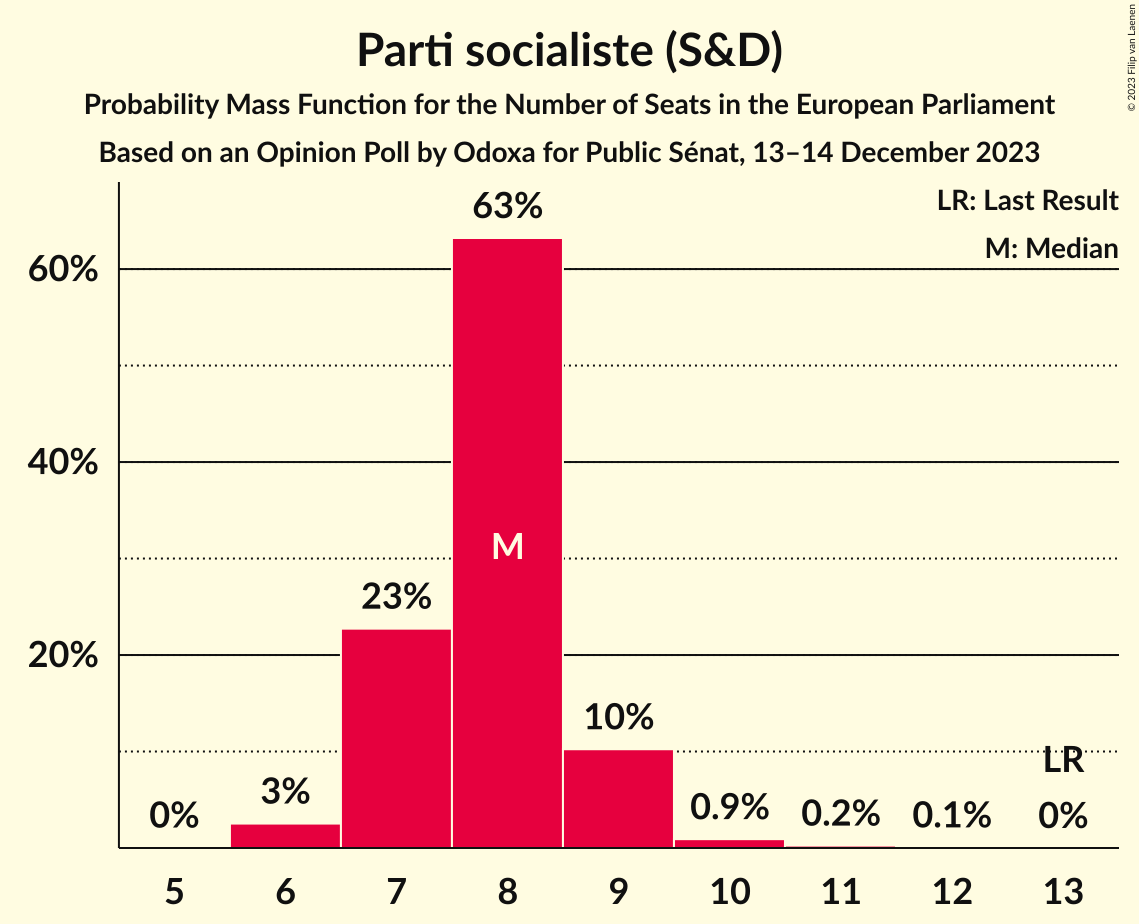 Parti socialiste (S&D)
Probability Mass Function for the Number of Seats in the European Parliament
Based on an Opinion Poll by Odoxa for Public Sénat, 13–14 December 2023
© 2023 Filip van Laenen
LR: Last Result
M: Median
63%
60%
40%
M
23%
20%
10%
LR
3%
0%
0.9%
0.2%
0.1%
0%
5 6 7 8 9 10 11 12 13